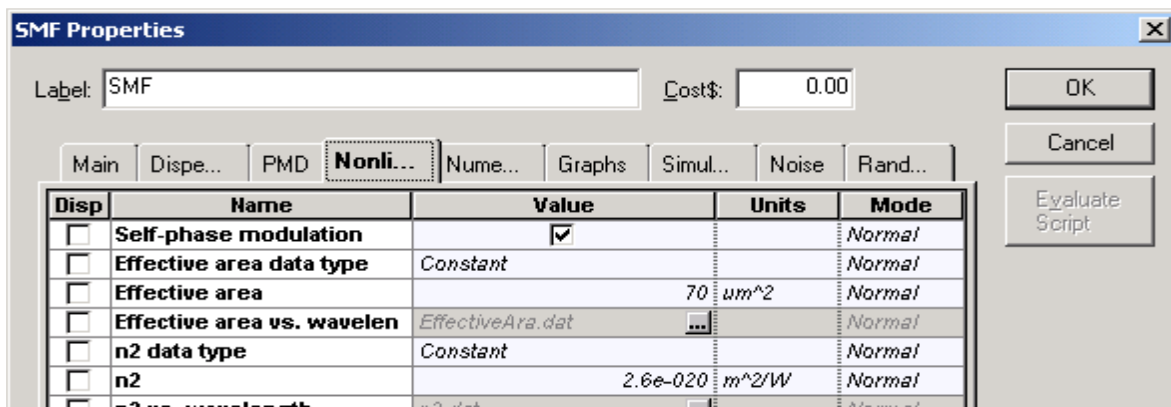 SMF Properties
Label: SMF Cost$: 0.00 OK
Cancel
Main Dispe... PMD Nonli... Nume... Graphs Simul... Noise Rand...
Evaluate Script
Disp Name Value Units Mode
Self-phase modulation Normal
Effective area data type Constant Normal
Effective area 70 um^2 Normal
Effective area vs. wavelen EffectiveAra.dat ... Normal
n2 data type Constant Normal
n2 2.6e-020 m^2/W Normal